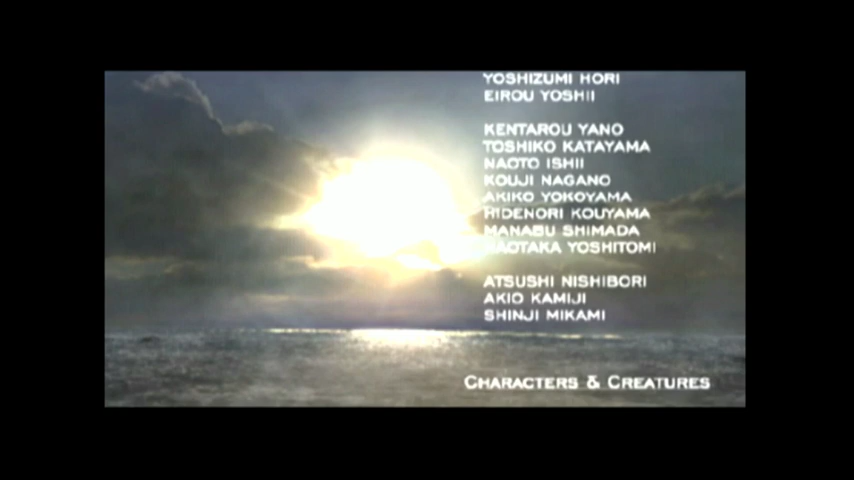 YOSHIZUMI HORI
EIROU YOSHII
KENTAROU YANO
TOSHIKO KATAYAMA
NAOTO ISHII
KOUJI NAGANO
AKIKO YOKOYAMA
HIDENORI KOUYAMA
MANABU SHIMADA
NAOTAKA YOSHITOMI
ATSUSHI NISHIBORI
AKIO KAMIJI
SHINJI MIKAMI
CHARACTERS & CREATURES